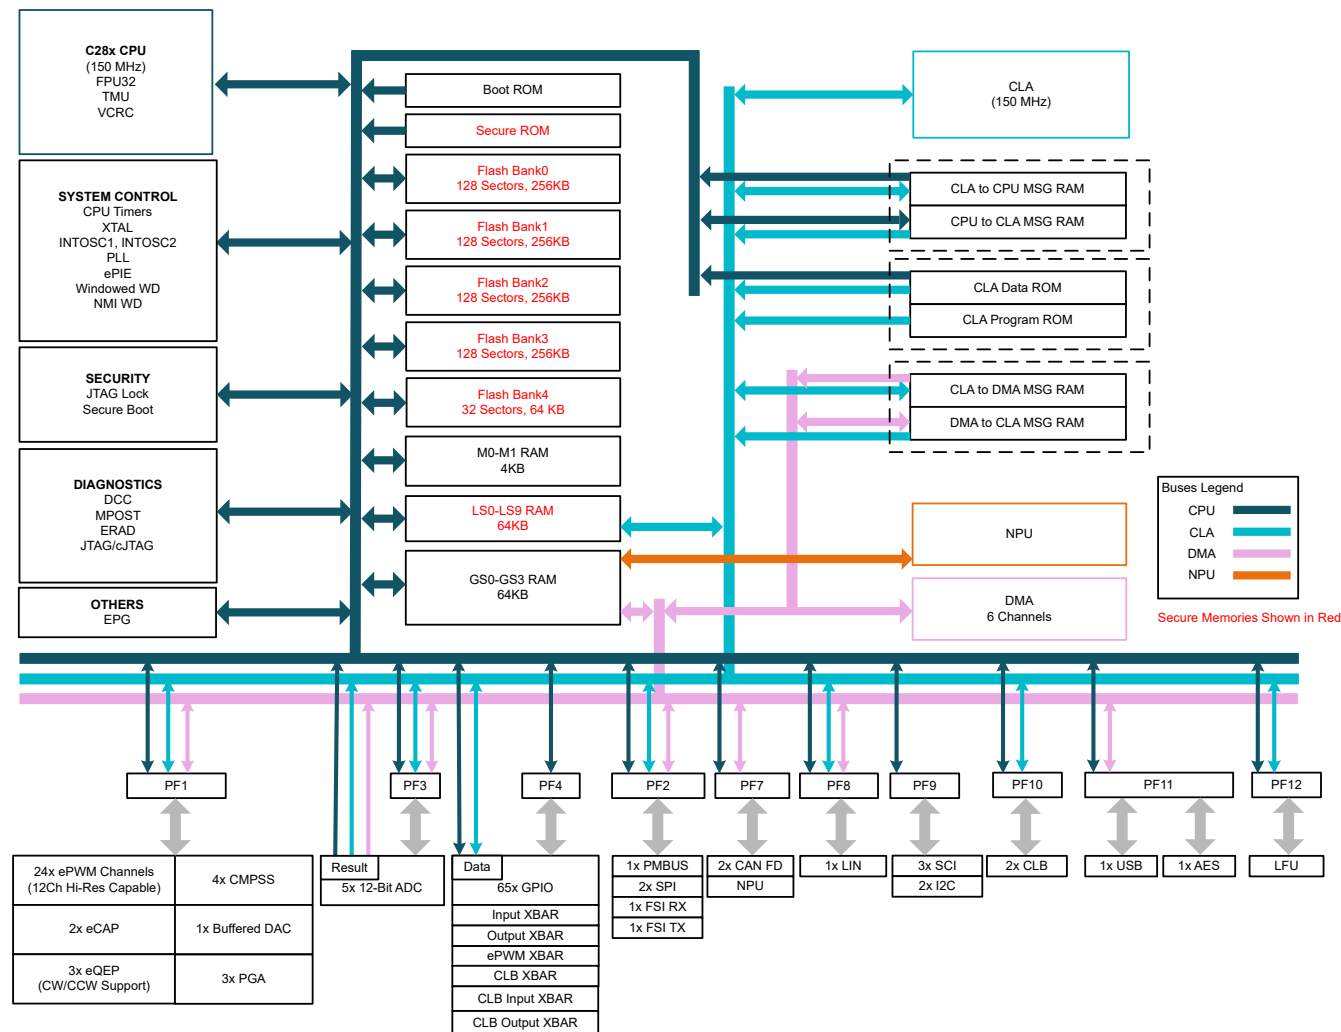 C28x CPU
(150 MHz)
FPU32
TMU
VCRC
SYSTEM CONTROL
CPU Timers
XTAL
INTOSC1, INTOSC2
PLL
ePIE
Windowed WD
NMI WD
SECURITY
JTAG Lock
Secure Boot
DIAGNOSTICS
DCC
MPOST
ERAD
JTAG/cJTAG
OTHERS
EPG
Boot ROM
Secure ROM
Flash Bank0
128 Sectors, 256KB
Flash Bank1
128 Sectors, 256KB
Flash Bank2
128 Sectors, 256KB
Flash Bank3
128 Sectors, 256KB
Flash Bank4
32 Sectors, 64 KB
M0-M1 RAM
4KB
LS0-LS9 RAM
64KB
GS0-GS3 RAM
64KB
CLA
(150 MHz)
CLA to CPU MSG RAM
CPU to CLA MSG RAM
CLA Data ROM
CLA Program ROM
CLA to DMA MSG RAM
DMA to CLA MSG RAM
NPU
DMA
6 Channels
Buses Legend
CPU
CLA
DMA
NPU
Secure Memories Shown in Red
PF1
PF3
PF4
PF2
PF7
PF8
PF9
PF10
PF11
PF12
24x ePWM Channels
(12Ch Hi-Res Capable)
4x CMPSS
2x eCAP
1x Buffered DAC
3x eQEP
(CW/CCW Support)
3x PGA
Result
5x 12-Bit ADC
Data
65x GPIO
Input XBAR
Output XBAR
ePWM XBAR
CLB XBAR
CLB Input XBAR
CLB Output XBAR
1x PMBUS
2x SPI
1x FSI RX
1x FSI TX
2x CAN FD
NPU
1x LIN
3x SCI
2x I2C
2x CLB
1x USB
1x AES
LFU